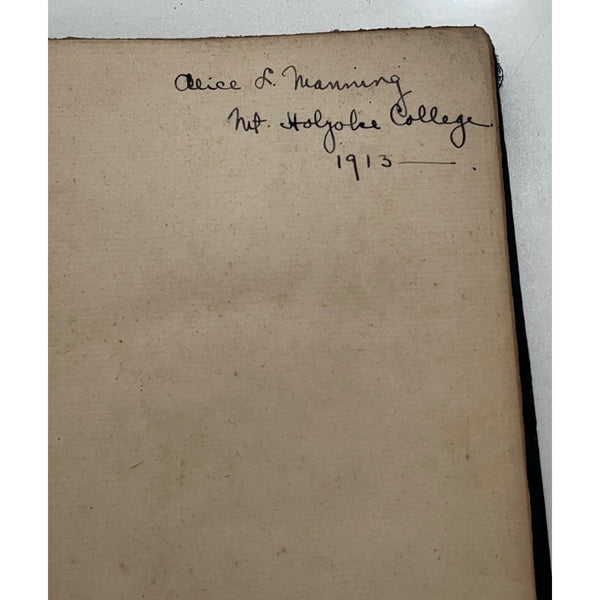 Alice L. Manning
Mt. Holyoke College.
1913 — .